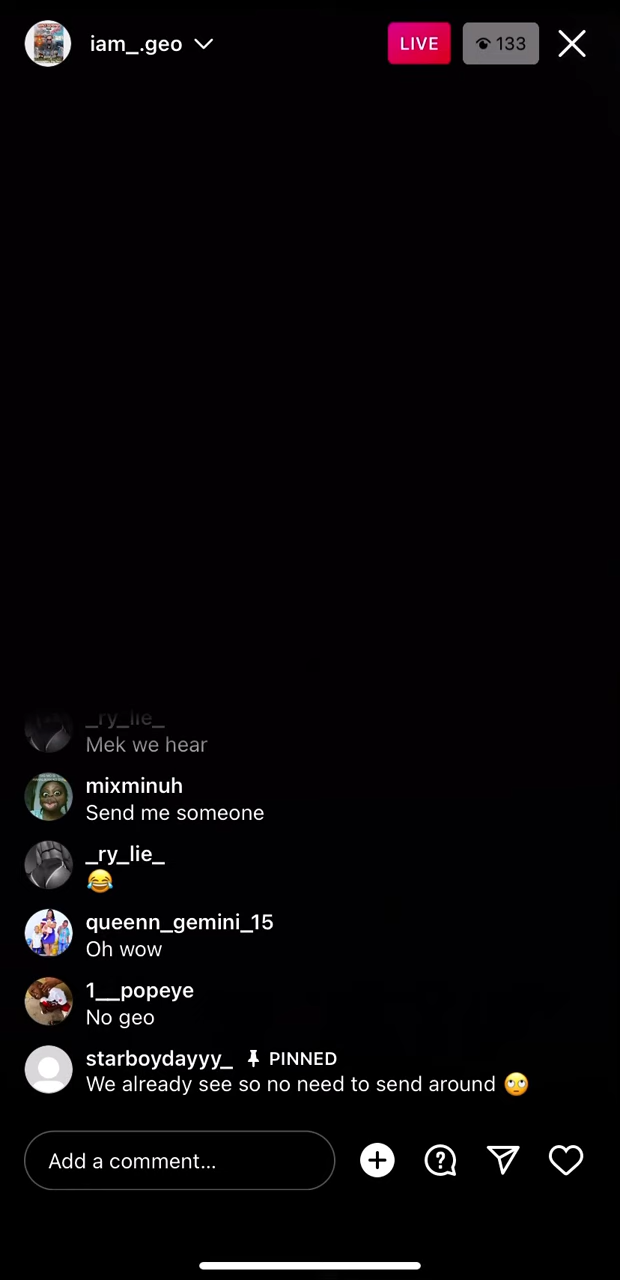 iam_.geo
LIVE
133
_ry_lie_
Mek we hear
mixminuh
Send me someone
_ry_lie_
😂
queenn_gemini_15
Oh wow
1__popeye
No geo
starboydayyy_ PINNED
We already see so no need to send around 🙄
Add a comment...